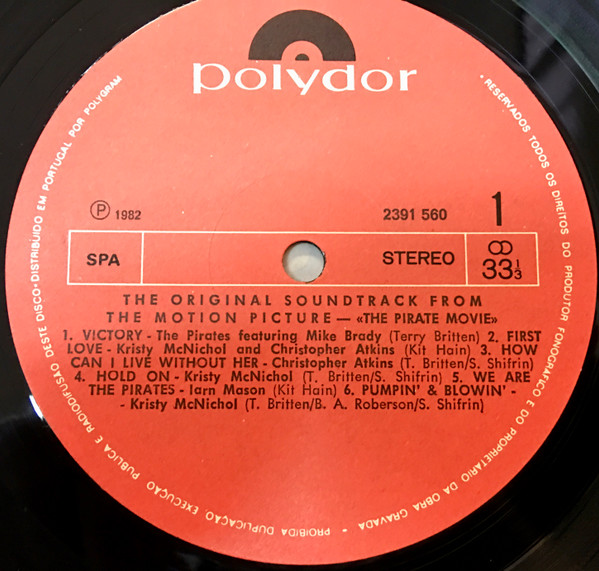 polydor
Ⓟ 1982
2391 560
1
SPA
STEREO
33 1/3
THE ORIGINAL SOUNDTRACK FROM
THE MOTION PICTURE — «THE PIRATE MOVIE»
1. VICTORY - The Pirates featuring Mike Brady (Terry Britten) 2. FIRST
LOVE - Kristy McNichol and Christopher Atkins (Kit Hain) 3. HOW
CAN I LIVE WITHOUT HER - Christopher Atkins (T. Britten/S. Shifrin)
4. HOLD ON - Kristy McNichol (T. Britten/S. Shifrin) 5. WE ARE
THE PIRATES - Iarn Mason (Kit Hain) 6. PUMPIN' & BLOWIN' -
- Kristy McNichol (T. Britten/B. A. Roberson/S. Shifrin)
• RESERVADOS TODOS OS DIREITOS DO PRODUTOR FONOGRÁFICO E DO PROPRIETÁRIO DA OBRA GRAVADA • PROIBIDA DUPLICAÇÃO, EXECUÇÃO PÚBLICA E RADIODIFUSÃO DESTE DISCO • DISTRIBUIDO EM PORTUGAL POR POLYGRAM